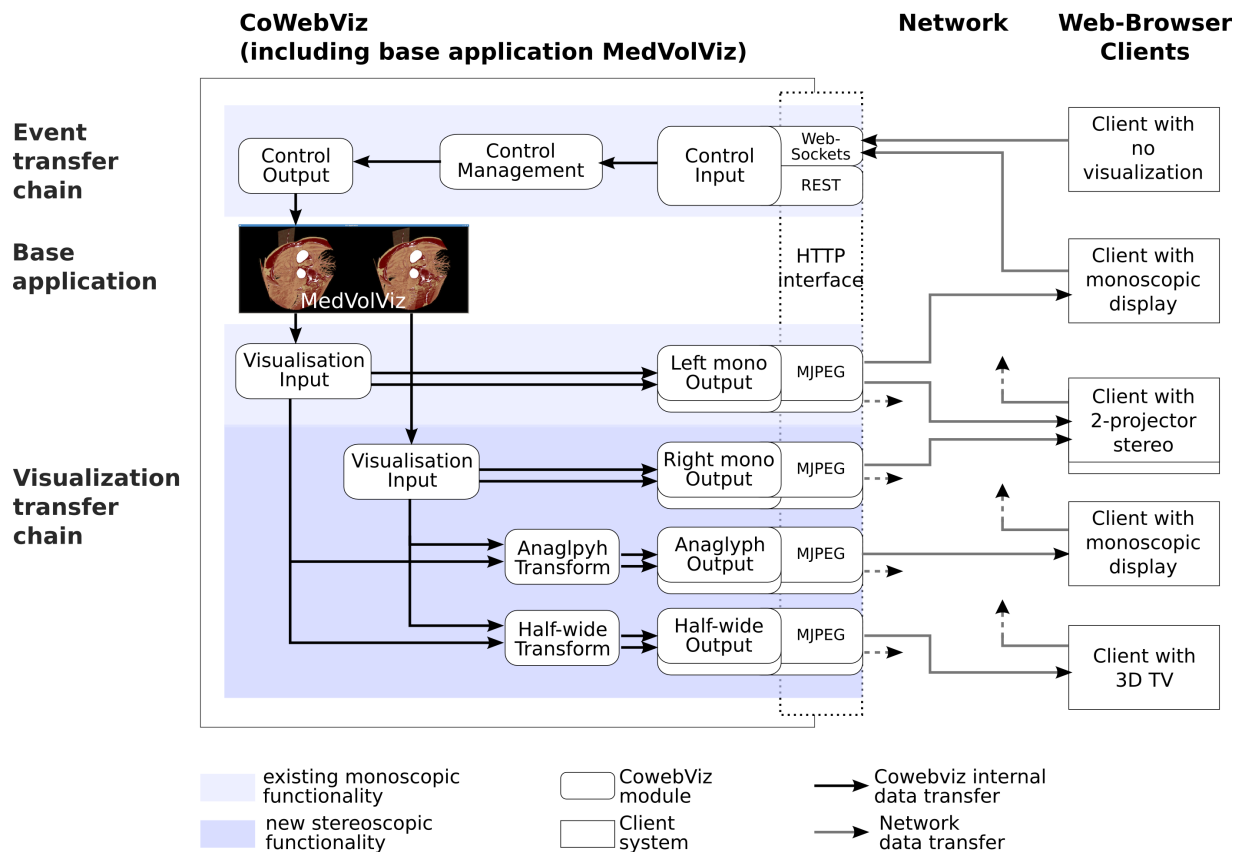 CoWebViz
(including base application MedVolViz)
Network
Web-Browser
Clients
Event
transfer
chain
Control
Output
Control
Management
Control
Input
Web-
Sockets
REST
Client with
no
visualization
Base
application
MedVolViz
HTTP
interface
Client with
monoscopic
display
Visualization
transfer
chain
Visualisation
Input
Left mono
Output
MJPEG
Client with
2-projector
stereo
Visualisation
Input
Right mono
Output
MJPEG
Anaglpyh
Transform
Anaglyph
Output
MJPEG
Client with
monoscopic
display
Half-wide
Transform
Half-wide
Output
MJPEG
Client with
3D TV
existing monoscopic
functionality
CowebViz
module
Cowebviz internal
data transfer
new stereoscopic
functionality
Client
system
Network
data transfer